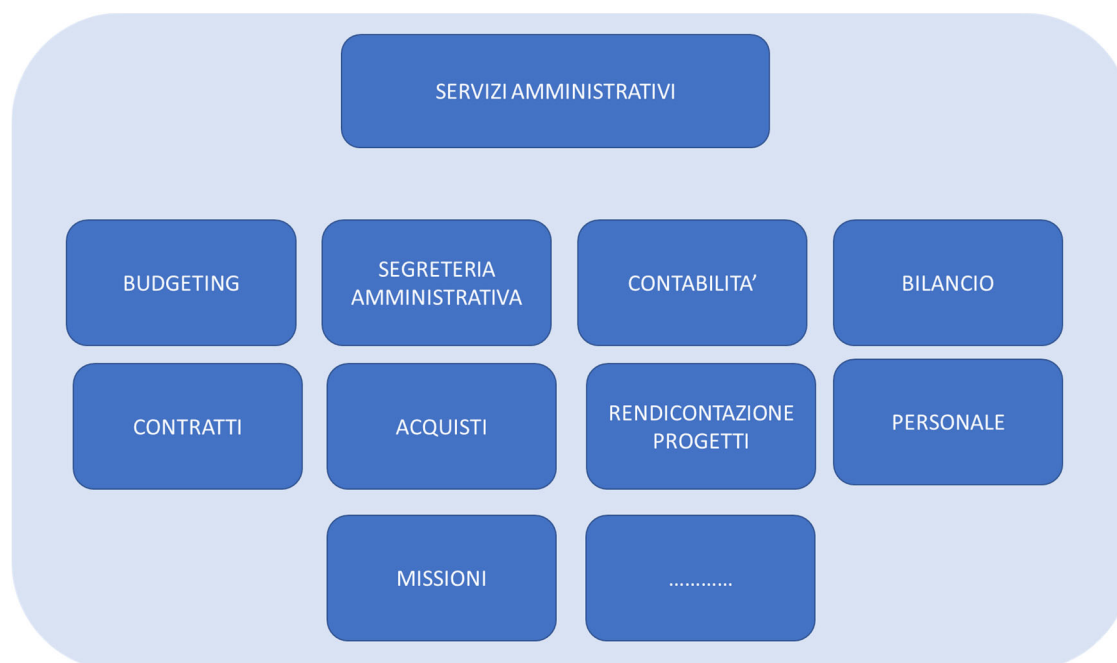 SERVIZI AMMINISTRATIVI
BUDGETING
SEGRETERIA
AMMINISTRATIVA
CONTABILITA’
BILANCIO
CONTRATTI
ACQUISTI
RENDICONTAZIONE
PROGETTI
PERSONALE
MISSIONI
…………